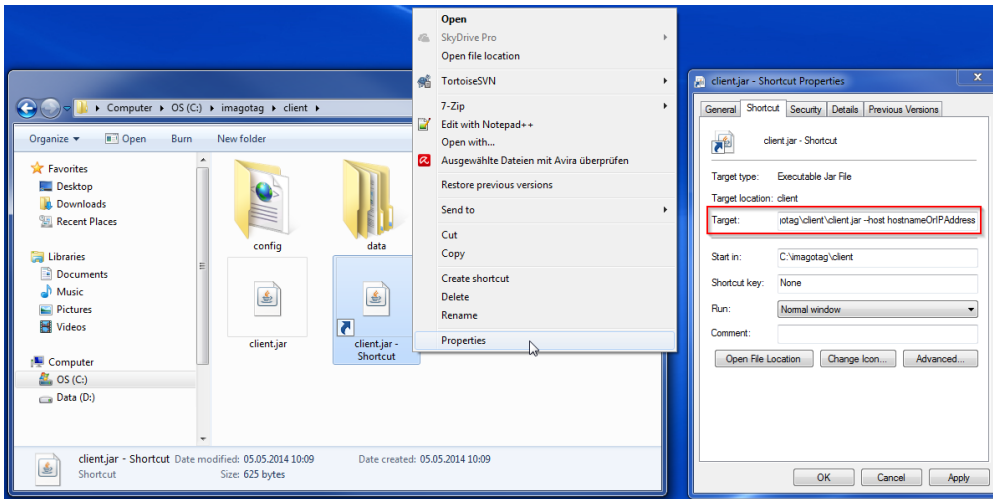 Computer ▸ OS (C:) ▸ imagotag ▸ client ▸
Organize ▾ Open Burn New folder
Favorites
Desktop
Downloads
Recent Places
Libraries
Documents
Music
Pictures
Videos
Computer
OS (C:)
Data (D:)
config
data
client.jar
client.jar -
Shortcut
client.jar - Shortcut Date modified: 05.05.2014 10:09 Date created: 05.05.2014 10:09
Shortcut Size: 625 bytes
Open
SkyDrive Pro
Open file location
TortoiseSVN
7-Zip
Edit with Notepad++
Open with...
Ausgewählte Dateien mit Avira überprüfen
Restore previous versions
Send to
Cut
Copy
Create shortcut
Delete
Rename
Properties
client.jar - Shortcut Properties
General Shortcut Security Details Previous Versions
client.jar - Shortcut
Target type: Executable Jar File
Target location: client
Target: otag\client\client.jar --host hostnameOrIPAddress
Start in: C:\imagotag\client
Shortcut key: None
Run: Normal window
Comment:
Open File Location Change Icon... Advanced...
OK Cancel Apply